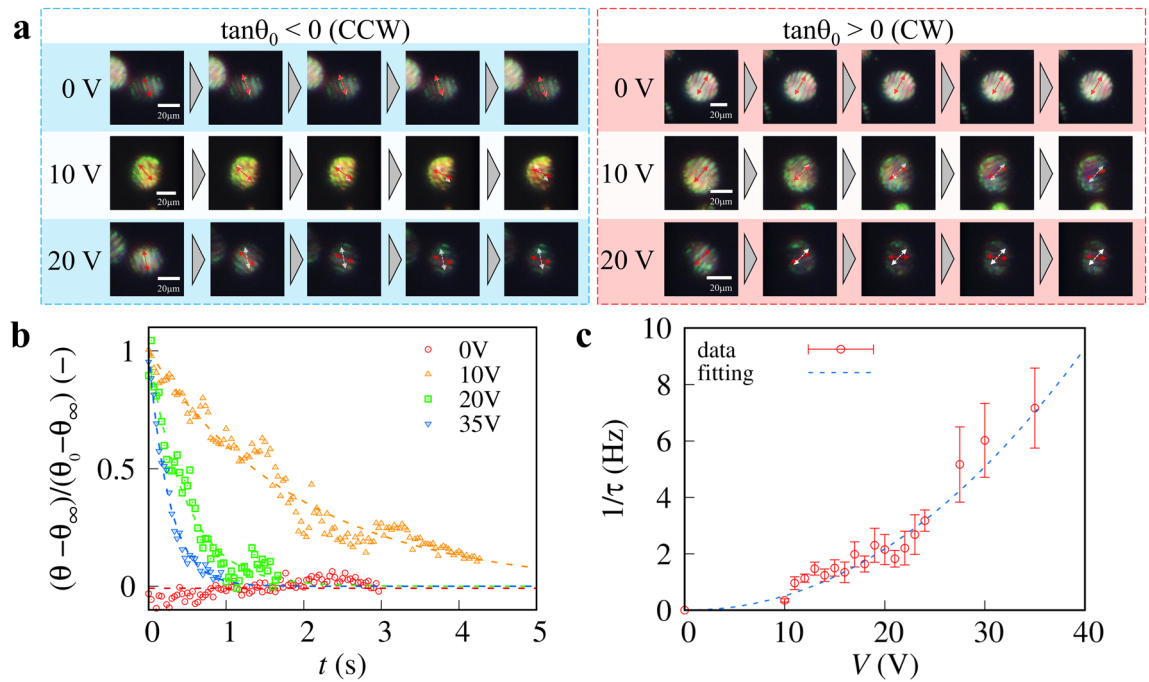 a
tanθ₀ < 0 (CCW)
0 V
20μm
10 V
20μm
20 V
20μm
tanθ₀ > 0 (CW)
0 V
20μm
10 V
20μm
20 V
20μm
b
(θ −θ∞)/(θ₀−θ∞) (−)
1
0.5
0
0 1 2 3 4 5
t (s)
0V
10V
20V
35V
c
1/τ (Hz)
10
8
6
4
2
0
0 10 20 30 40
V (V)
data
fitting